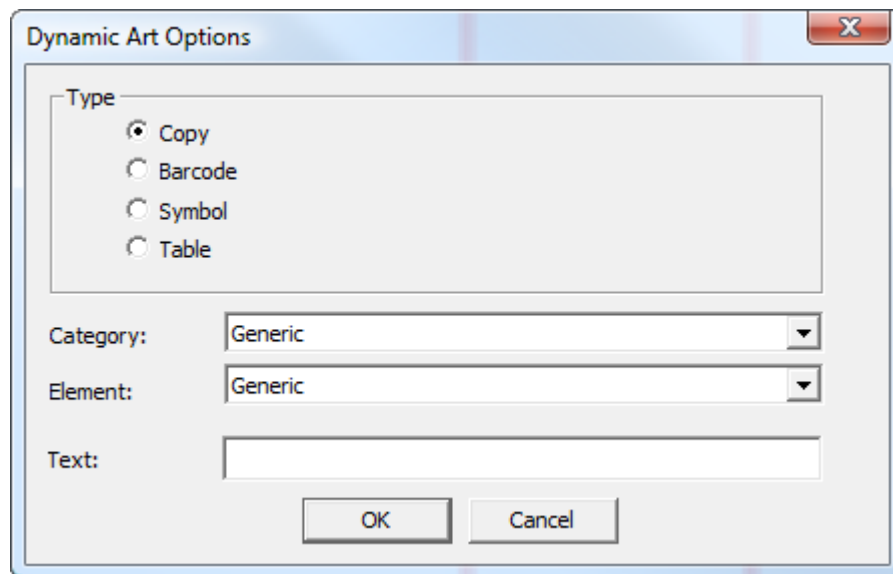 Dynamic Art Options
Type
Copy
Barcode
Symbol
Table
Category: Generic
Element: Generic
Text:
OK Cancel